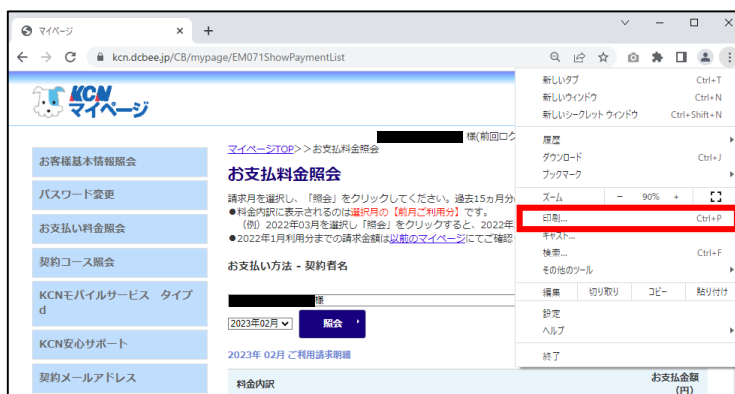 マイページ
kcn.dcbee.jp/CB/mypage/EM071ShowPaymentList
KCN
マイページ
様(前回ログ
マイページTOP>>お支払料金照会
お支払料金照会
請求月を選択し、「照会」をクリックしてください。過去15ヵ月分
●料金内訳に表示されるのは選択月の【前月ご利用分】です。
(例) 2022年03月を選択し「照会」をクリックすると、2022年
●2022年1月利用分までの請求金額は以前のマイページにてご確認
お支払い方法 - 契約者名
様
2023年02月
照会
2023年 02月 ご利用請求明細
料金内訳
お支払金額
(円)
お客様基本情報照会
パスワード変更
お支払い料金照会
契約コース照会
KCNモバイルサービス タイプ
d
KCN安心サポート
契約メールアドレス
新しいタブ Ctrl+T
新しいウィンドウ Ctrl+N
新しいシークレット ウィンドウ Ctrl+Shift+N
履歴
ダウンロード Ctrl+J
ブックマーク
ズーム － 90% +
印刷... Ctrl+P
キャスト...
検索... Ctrl+F
その他のツール
編集 切り取り コピー 貼り付け
設定
ヘルプ
終了